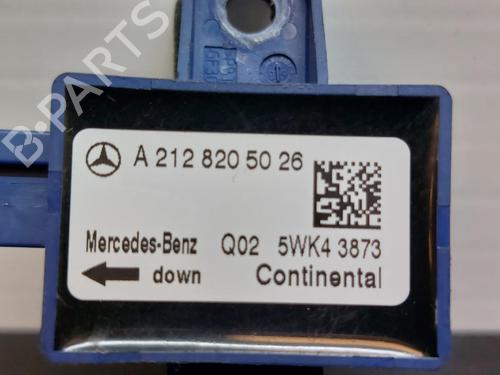 B-PARTS
A 212 820 50 26
Mercedes-Benz Q02 5WK4 3873
down Continental